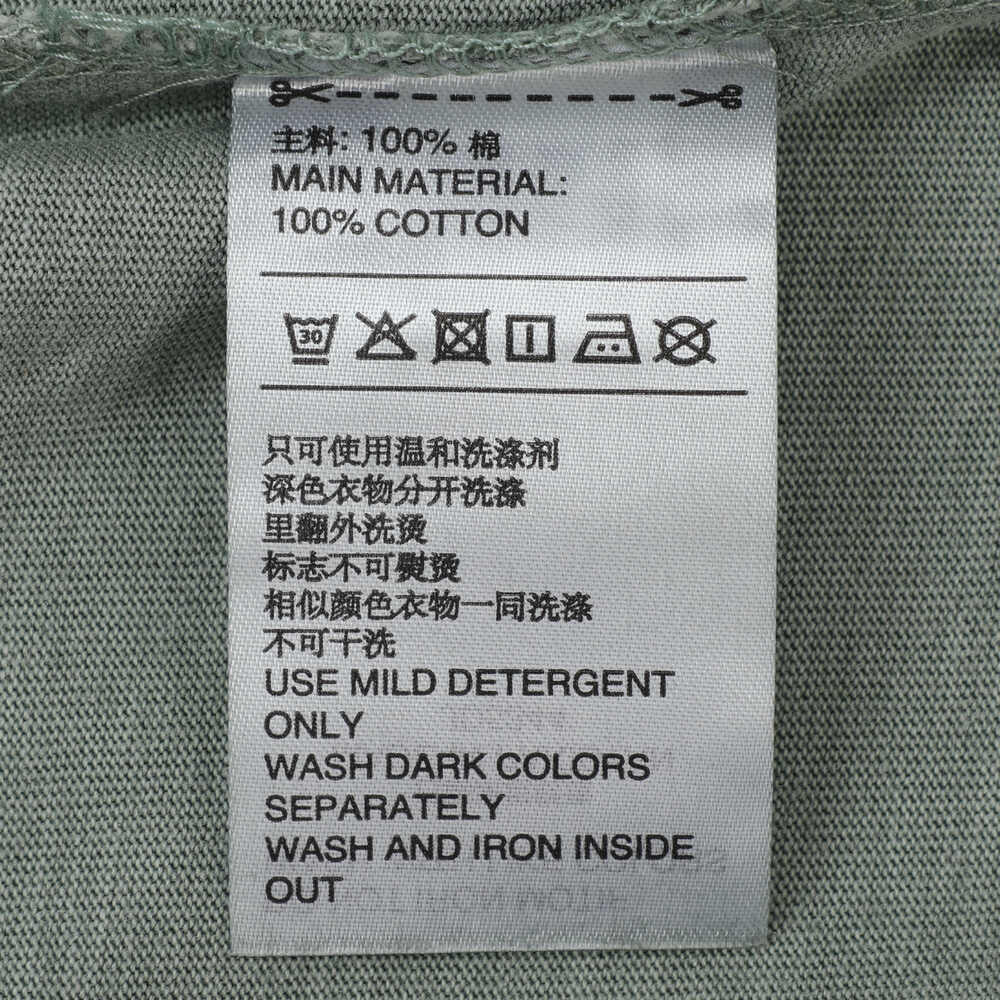 主料: 100% 棉
MAIN MATERIAL:
100% COTTON
30
只可使用温和洗涤剂
深色衣物分开洗涤
里翻外洗烫
标志不可熨烫
相似颜色衣物一同洗涤
不可干洗
USE MILD DETERGENT
ONLY
WASH DARK COLORS
SEPARATELY
WASH AND IRON INSIDE
OUT